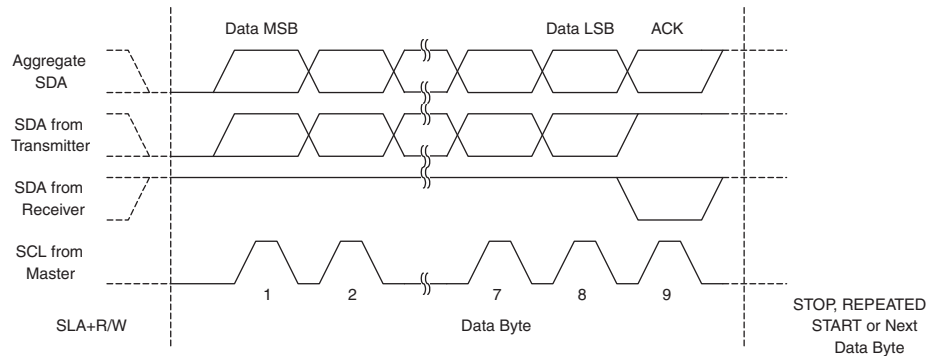 Data MSB
Data LSB
ACK
Aggregate
SDA
SDA from
Transmitter
SDA from
Receiver
SCL from
Master
1
2
7
8
9
SLA+R/W
Data Byte
STOP, REPEATED
START or Next
Data Byte